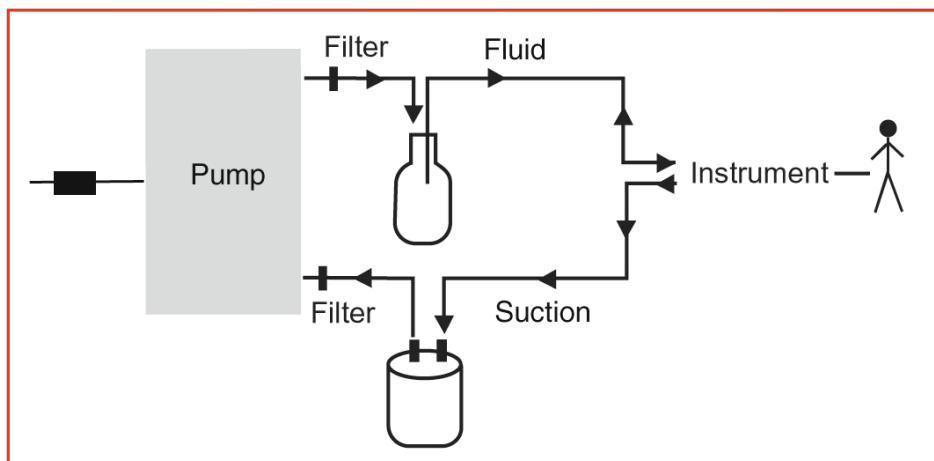 Filter
Fluid
Pump
Instrument
Filter
Suction